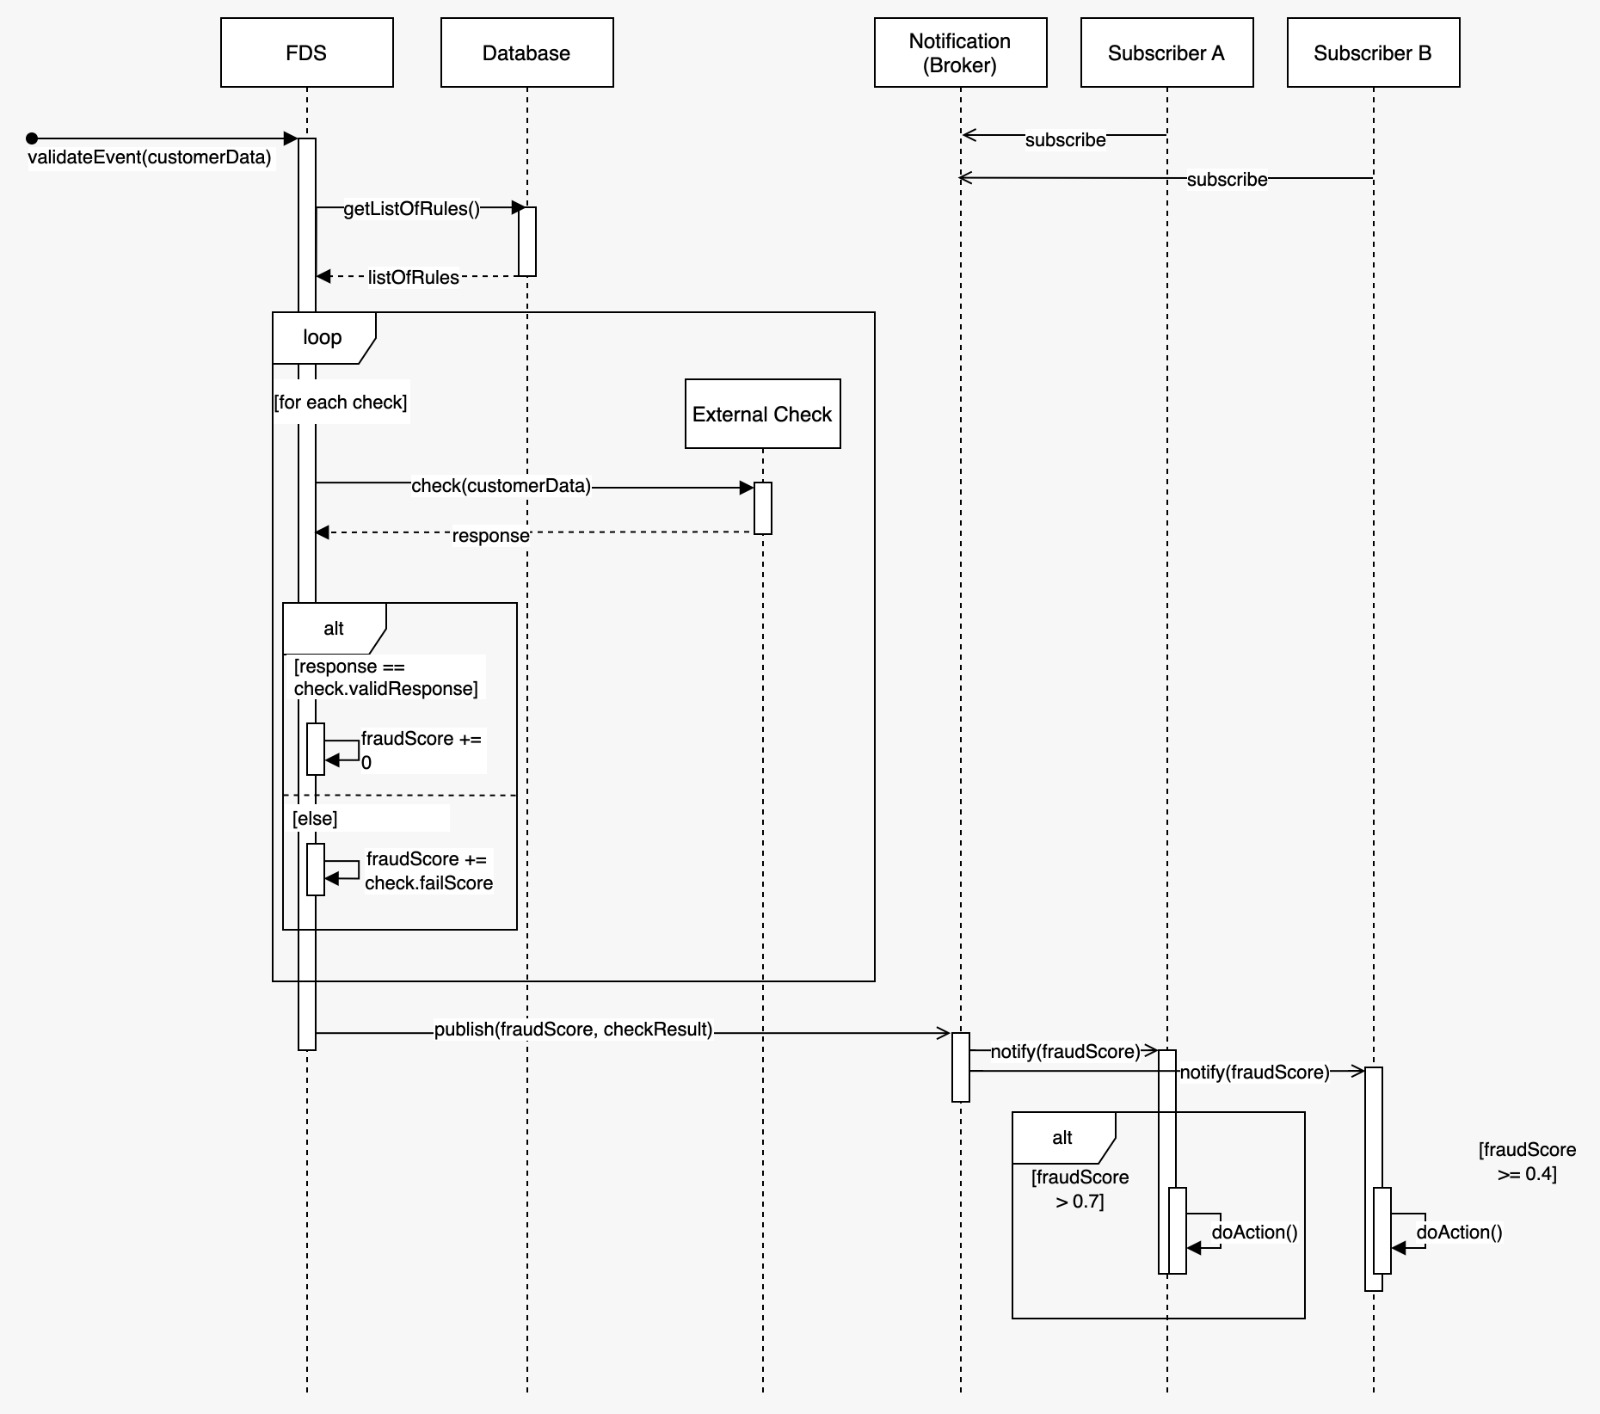 FDS
Database
Notification
(Broker)
Subscriber A
Subscriber B
validateEvent(customerData)
subscribe
subscribe
getListOfRules()
listOfRules
loop
[for each check]
External Check
check(customerData)
response
alt
[response ==
check.validResponse]
fraudScore +=
0
[else]
fraudScore +=
check.failScore
publish(fraudScore, checkResult)
notify(fraudScore)
notify(fraudScore)
alt
[fraudScore
> 0.7]
[fraudScore
>= 0.4]
doAction()
doAction()